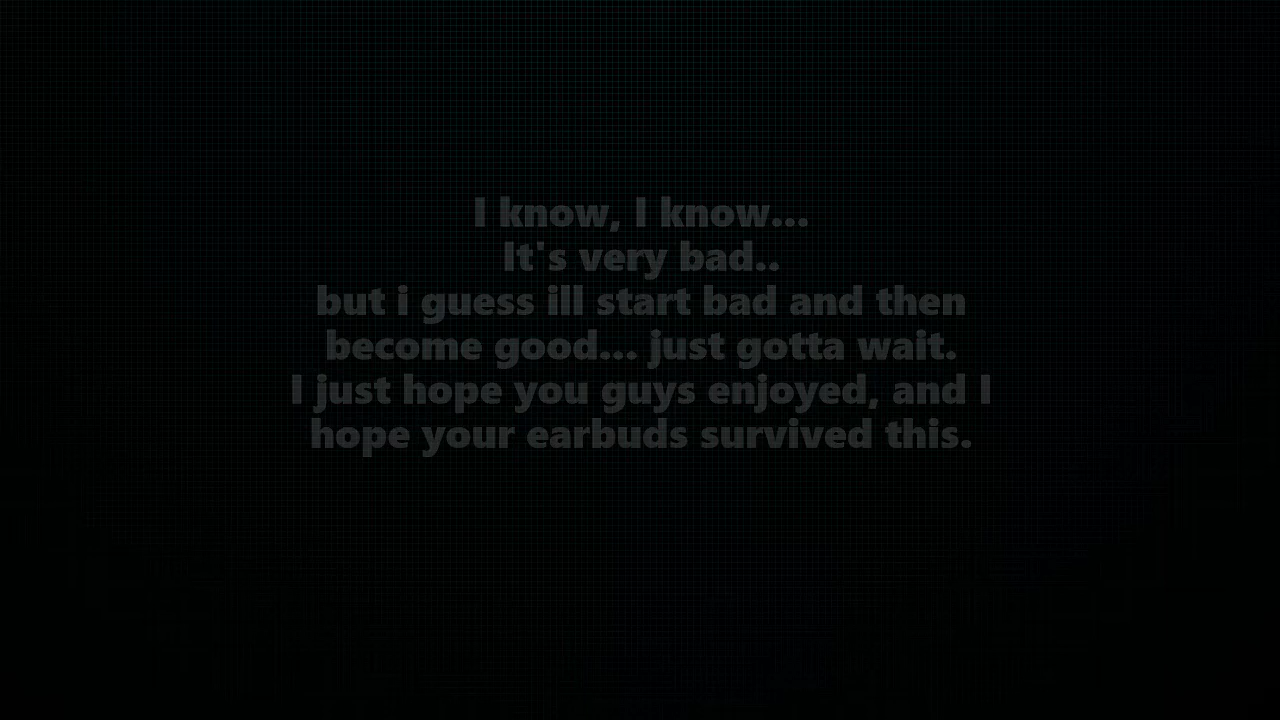 I know, I know...
It's very bad..
but i guess ill start bad and then
become good... just gotta wait.
I just hope you guys enjoyed, and I
hope your earbuds survived this.